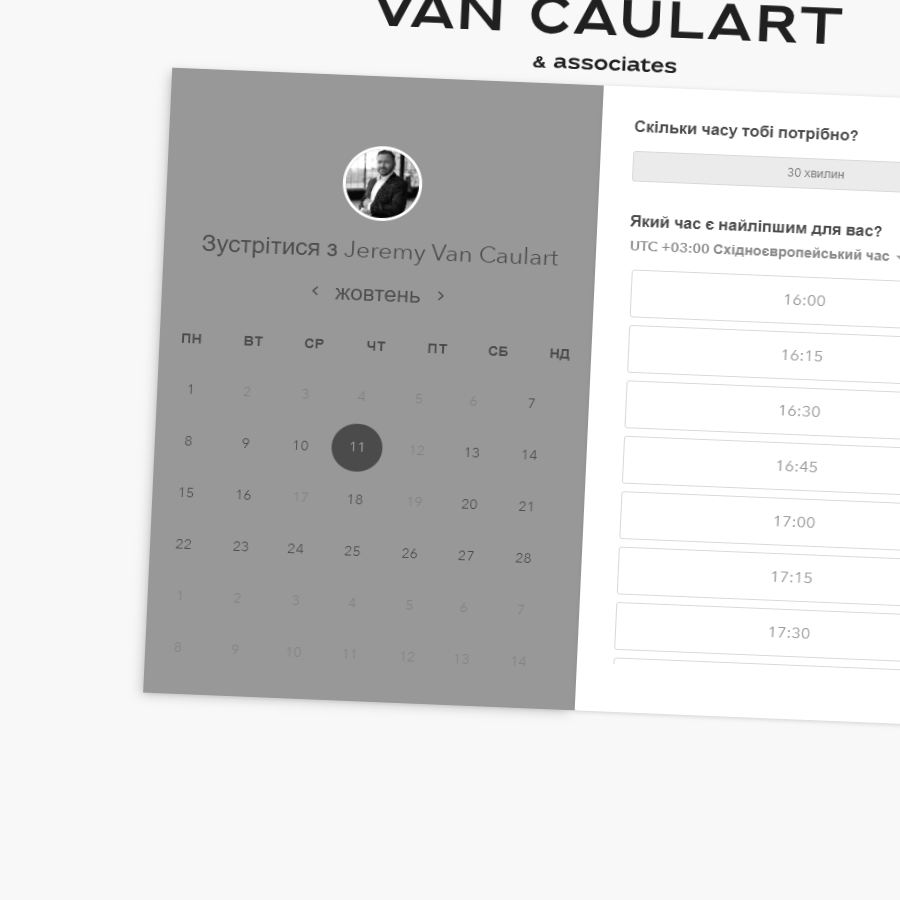 VAN CAULART
& associates
Зустрітися з Jeremy Van Caulart
жовтень
ПН ВТ СР ЧТ ПТ СБ НД
1 2 3 4 5 6 7
8 9 10 11 12 13 14
15 16 17 18 19 20 21
22 23 24 25 26 27 28
1 2 3 4 5 6 7
8 9 10 11 12 13 14
Скільки часу тобі потрібно?
30 хвилин
Який час є найліпшим для вас?
UTC +03:00 Східноєвропейський час
16:00
16:15
16:30
16:45
17:00
17:15
17:30